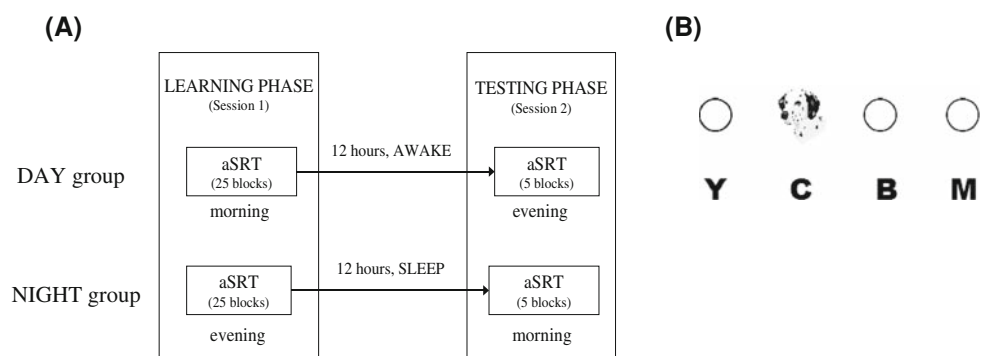 (A)
LEARNING PHASE
(Session 1)
TESTING PHASE
(Session 2)
DAY group
aSRT
(25 blocks)
morning
12 hours, AWAKE
aSRT
(5 blocks)
evening
NIGHT group
aSRT
(25 blocks)
evening
12 hours, SLEEP
aSRT
(5 blocks)
morning
(B)
Y C B M